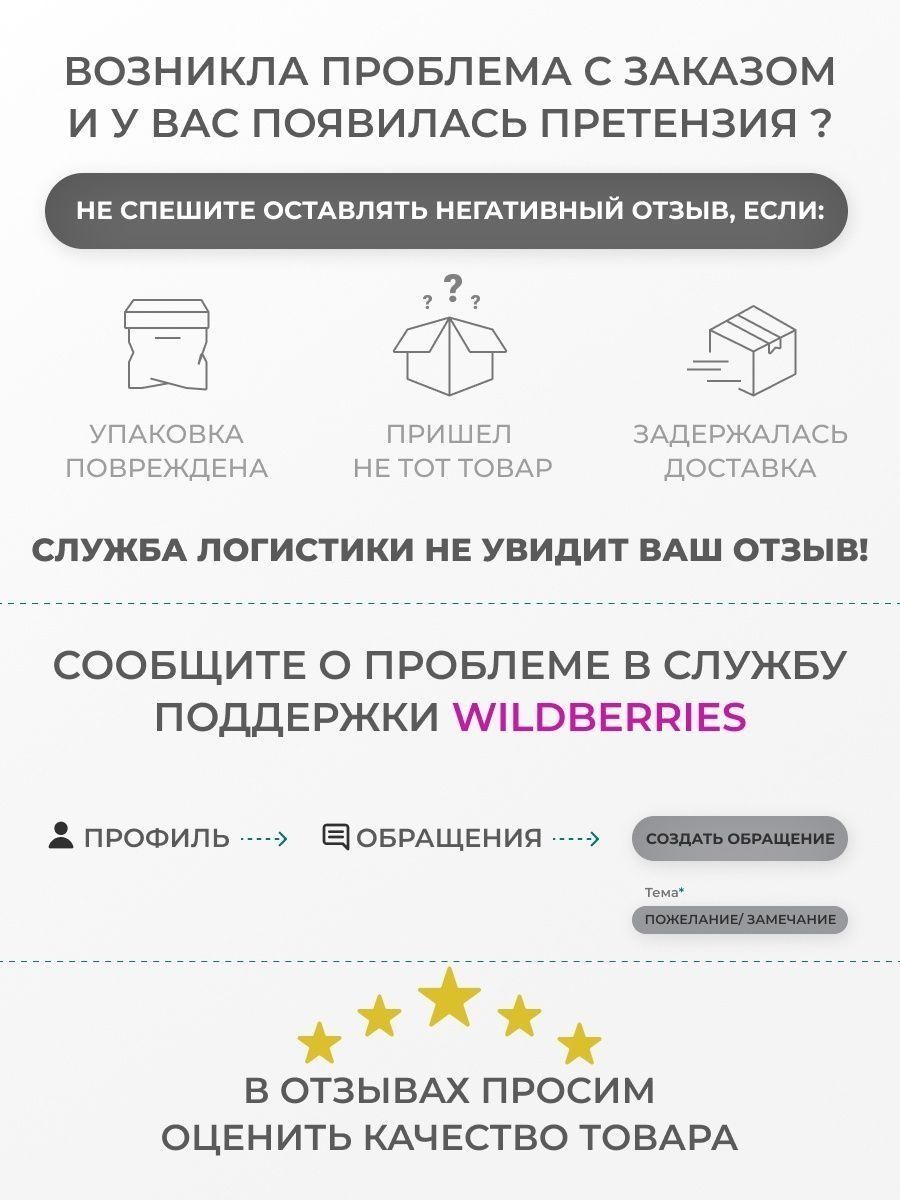 ВОЗНИКЛА ПРОБЛЕМА С ЗАКАЗОМ
И У ВАС ПОЯВИЛАСЬ ПРЕТЕНЗИЯ ?
НЕ СПЕШИТЕ ОСТАВЛЯТЬ НЕГАТИВНЫЙ ОТЗЫВ, ЕСЛИ:
? ? ?
УПАКОВКА
ПОВРЕЖДЕНА
ПРИШЕЛ
НЕ ТОТ ТОВАР
ЗАДЕРЖАЛАСЬ
ДОСТАВКА
СЛУЖБА ЛОГИСТИКИ НЕ УВИДИТ ВАШ ОТЗЫВ!
СООБЩИТЕ О ПРОБЛЕМЕ В СЛУЖБУ
ПОДДЕРЖКИ WILDBERRIES
ПРОФИЛЬ
ОБРАЩЕНИЯ
СОЗДАТЬ ОБРАЩЕНИЕ
Тема*
ПОЖЕЛАНИЕ/ ЗАМЕЧАНИЕ
В ОТЗЫВАХ ПРОСИМ
ОЦЕНИТЬ КАЧЕСТВО ТОВАРА